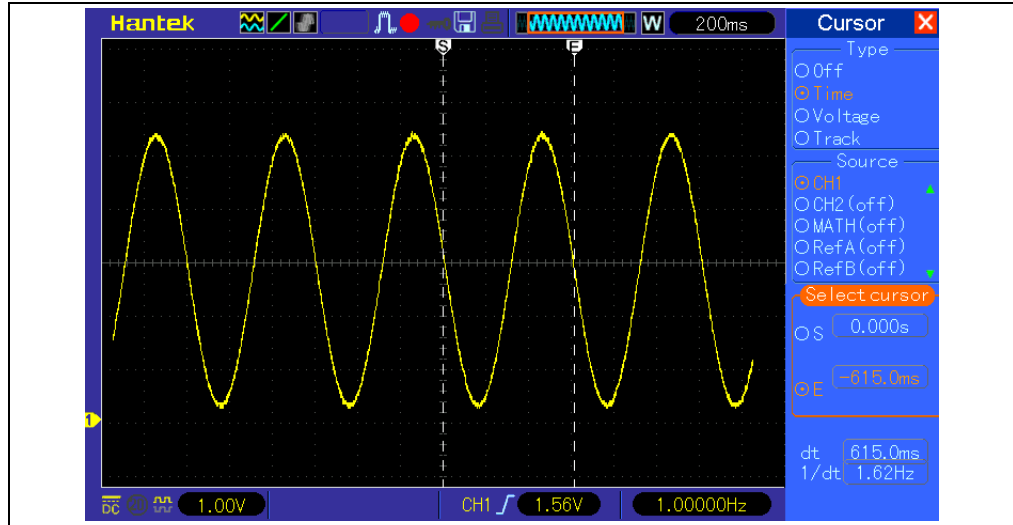 Hantek W 200ms Cursor X
S E
Type
Off
Time
Voltage
Track
Source
CH1
CH2(off)
MATH(off)
RefA(off)
RefB(off)
Select cursor
S 0.000s
E -615.0ms
1
dt 615.0ms
1/dt 1.62Hz
DC 1.00V CH1 1.56V 1.00000Hz